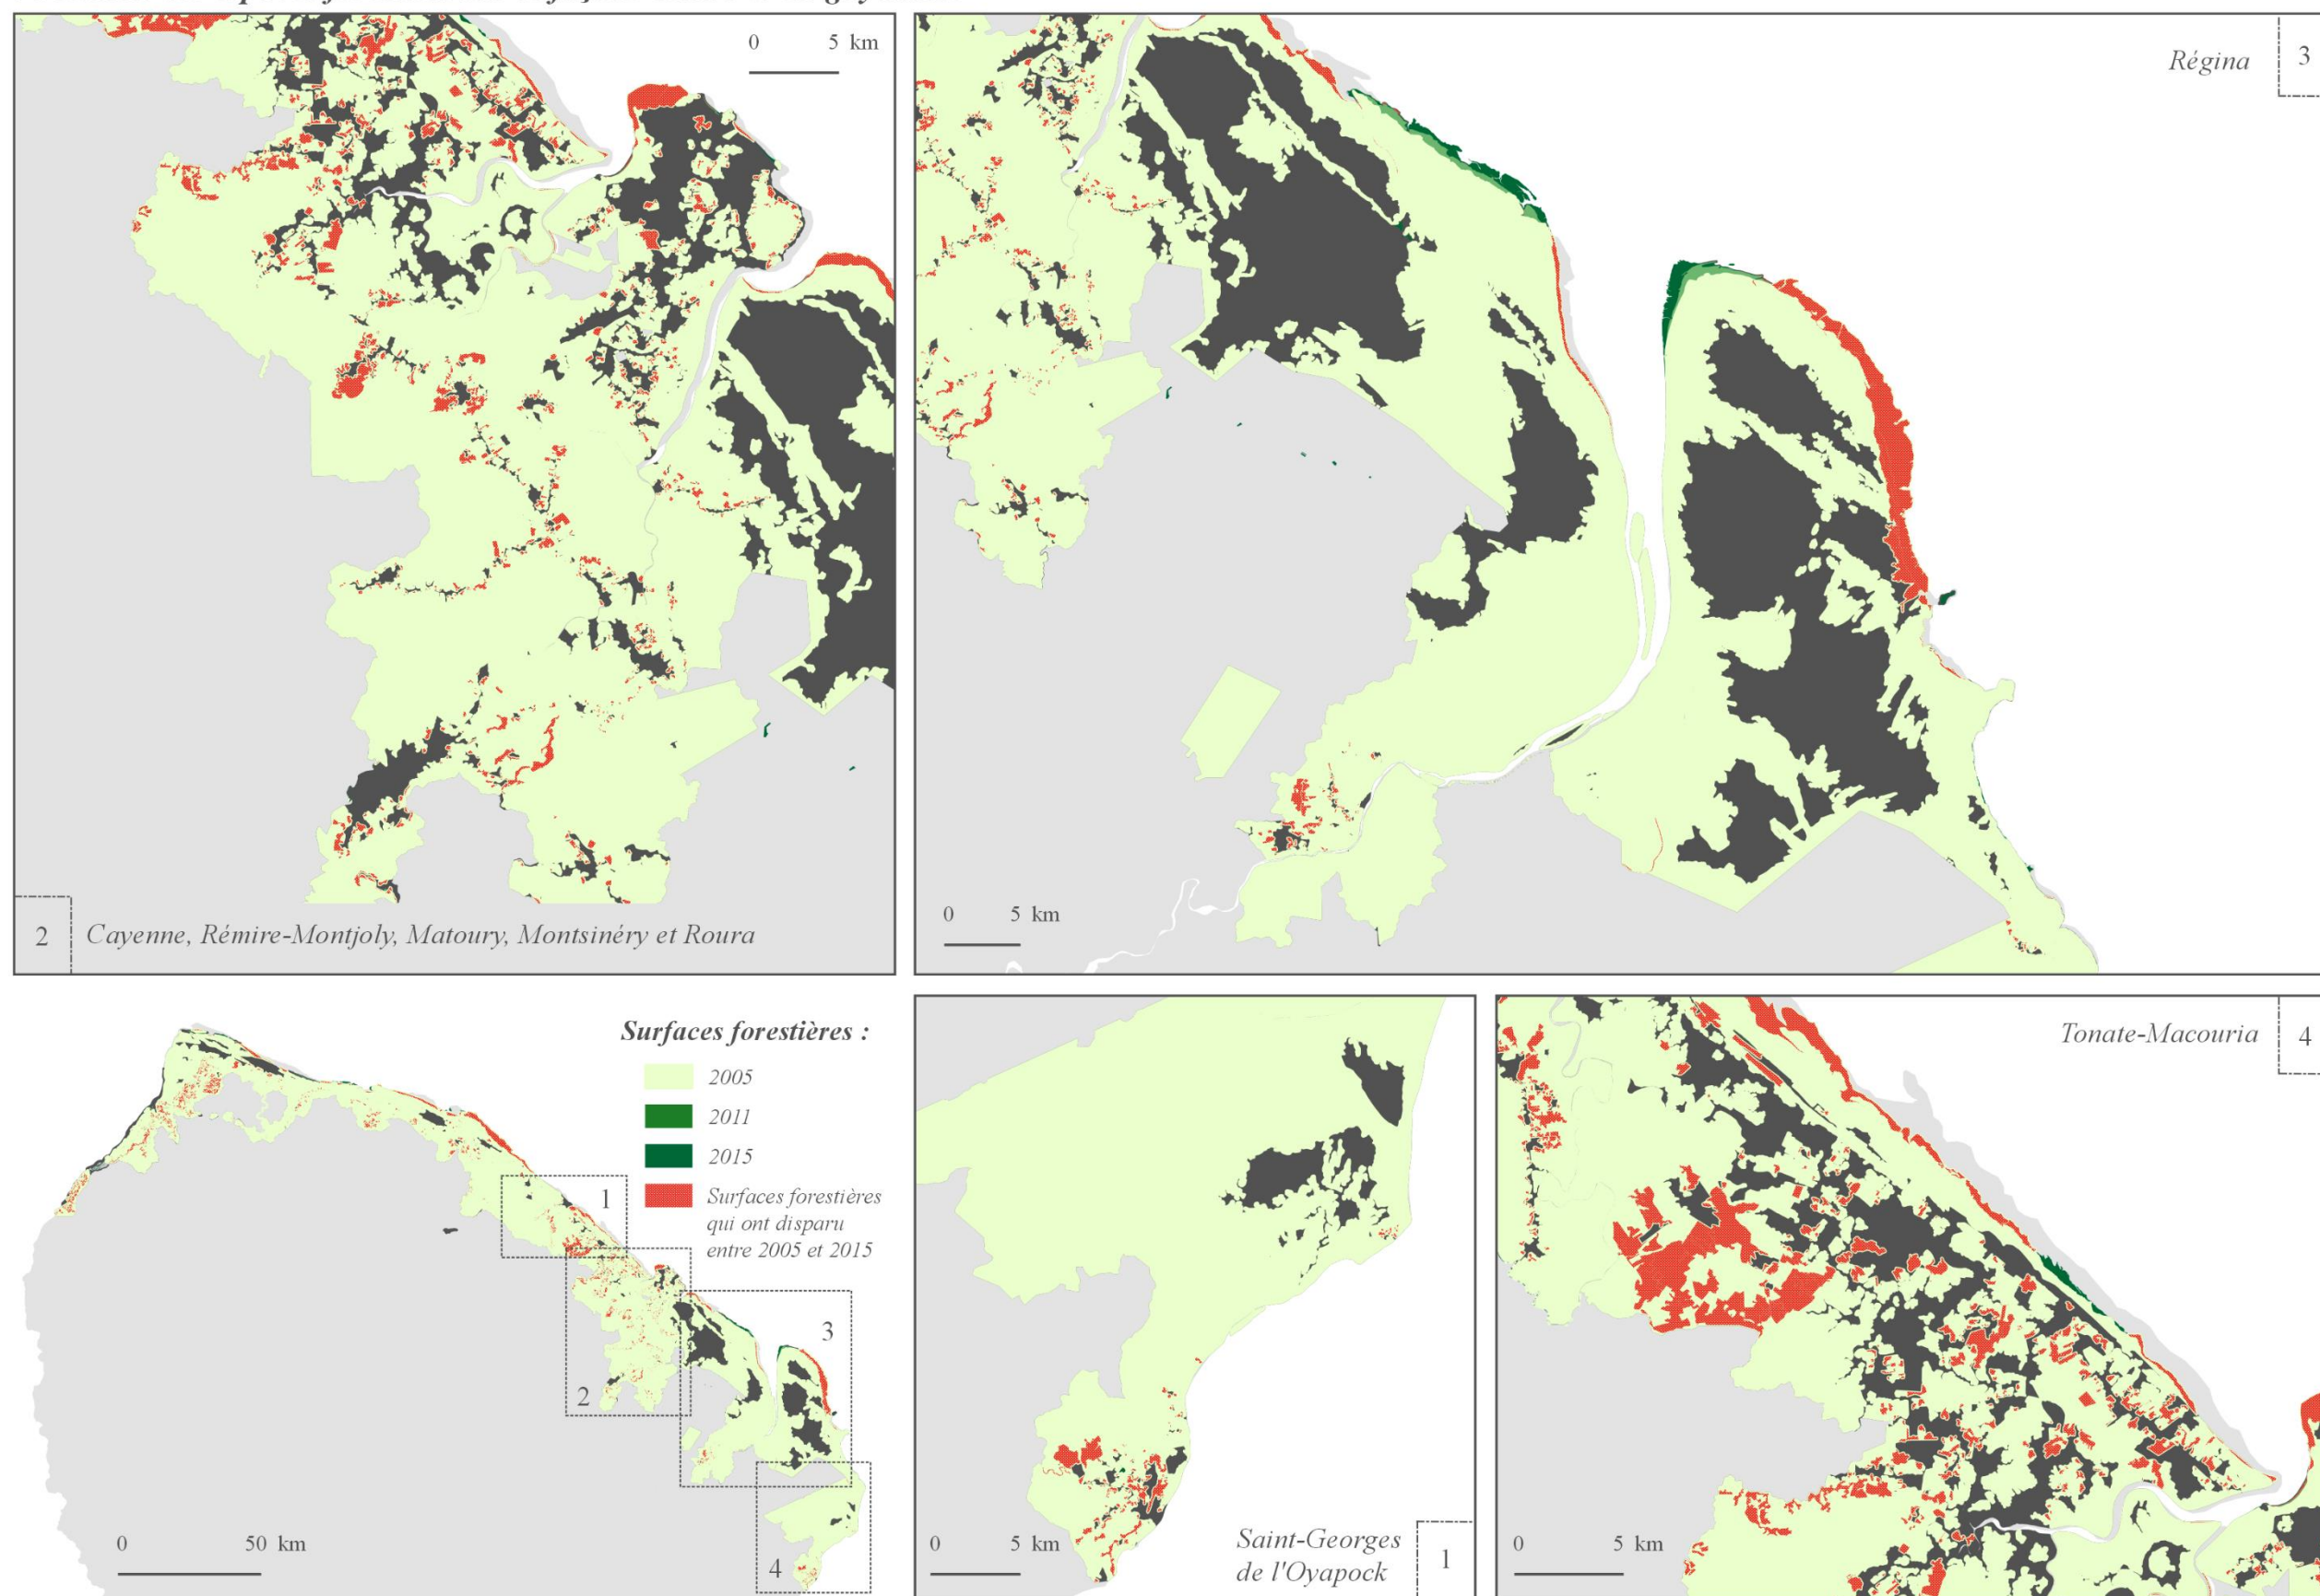 0 5 km
Régina 3
2 Cayenne, Rémire-Montjoly, Matoury, Montsinéry et Roura
0 5 km
Surfaces forestières :
2005
2011
2015
Surfaces forestières
qui ont disparu
entre 2005 et 2015
1
2
3
4
0 50 km
0 5 km
Saint-Georges
de l'Oyapock
1
Tonate-Macouria 4
0 5 km